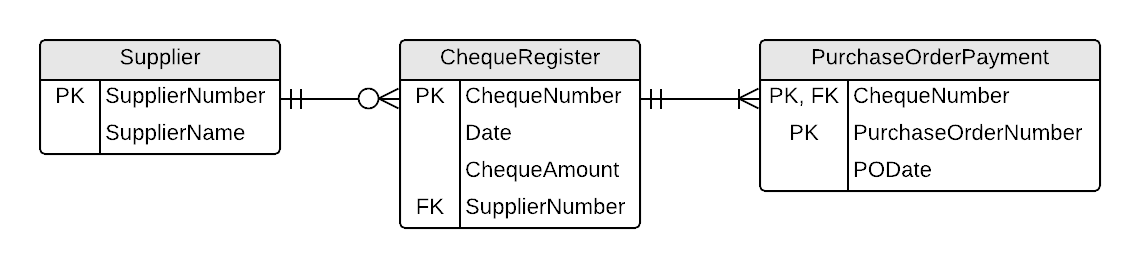 Supplier
PK SupplierNumber
SupplierName
ChequeRegister
PK ChequeNumber
Date
ChequeAmount
FK SupplierNumber
PurchaseOrderPayment
PK, FK ChequeNumber
PK PurchaseOrderNumber
PODate